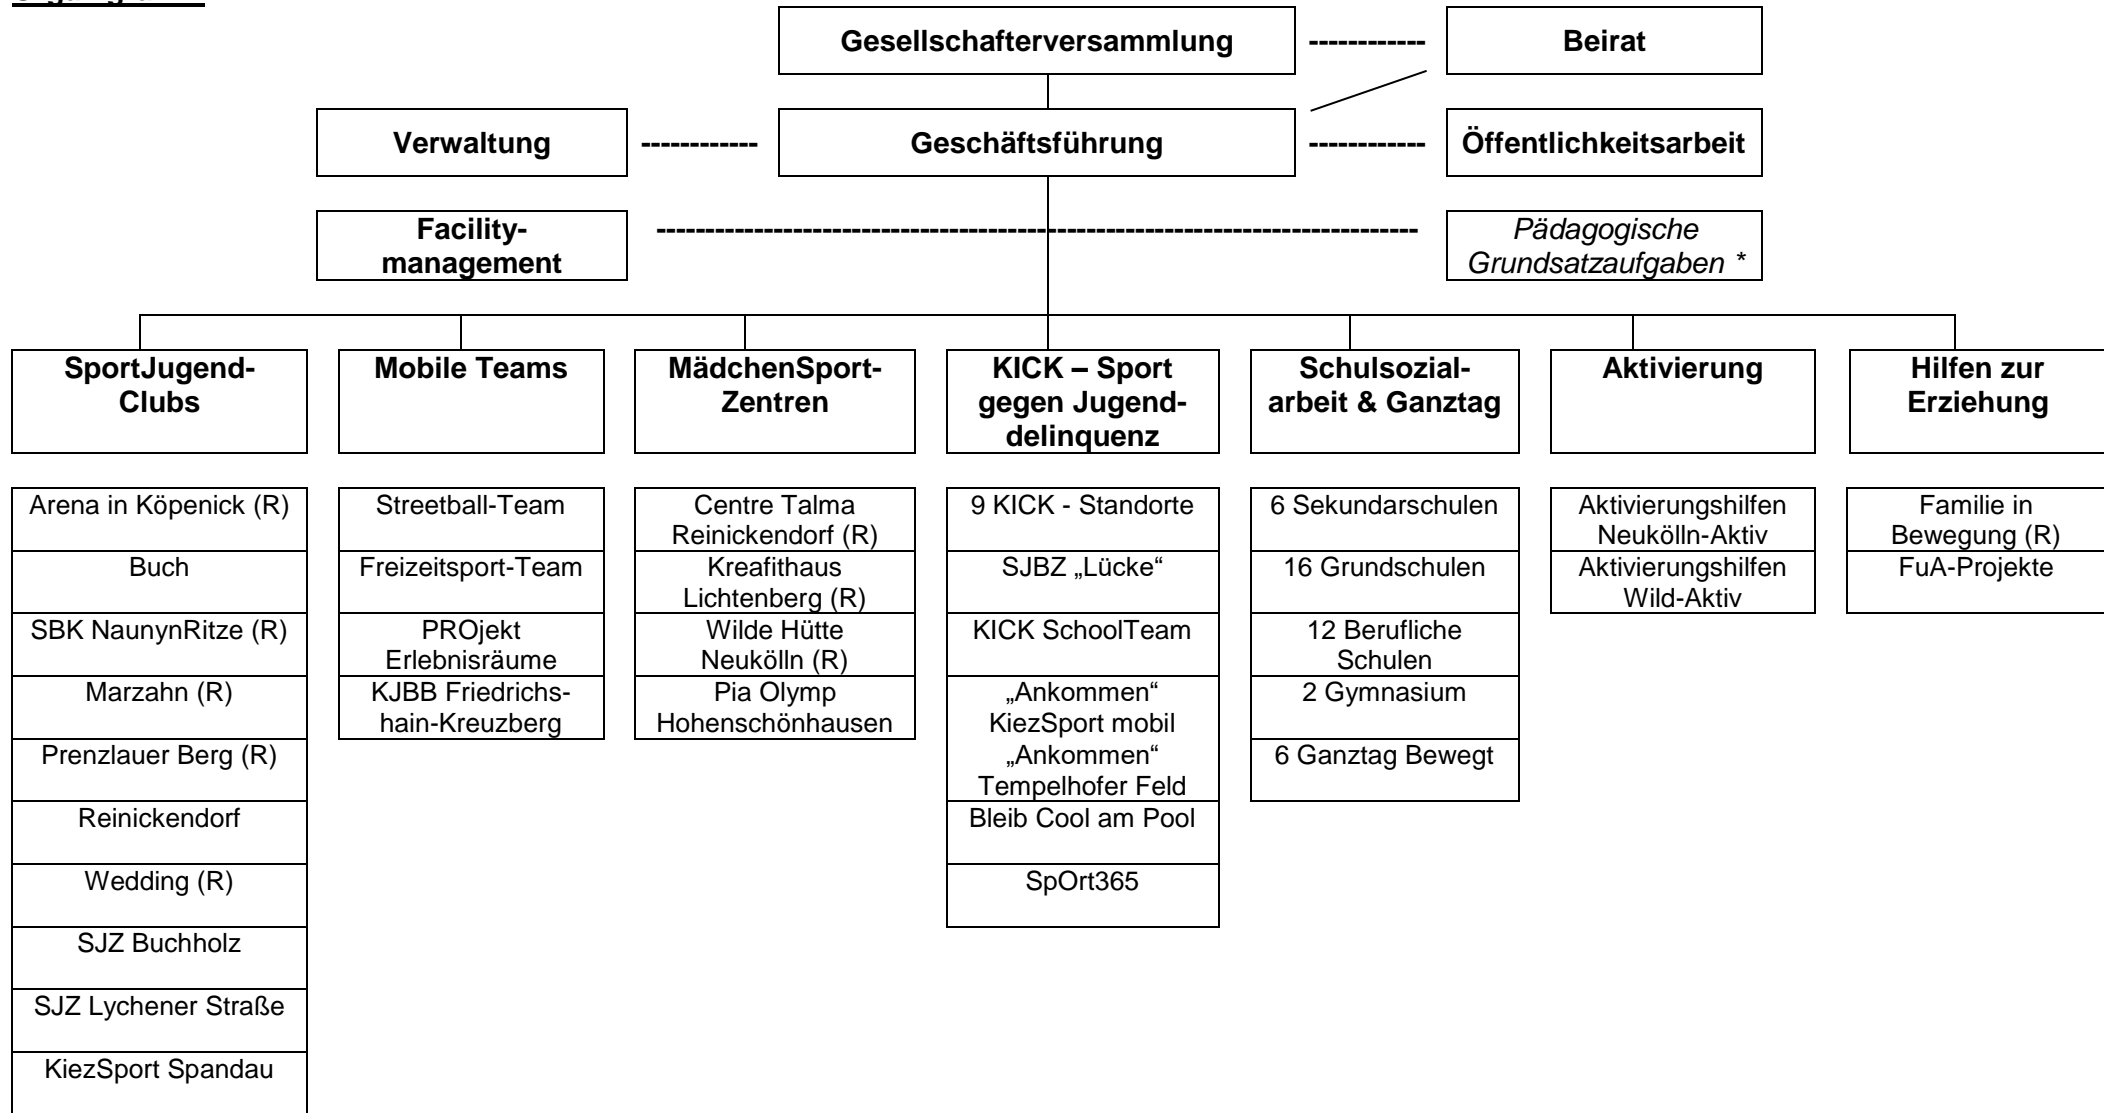 Gesellschafterversammlung ------------ Beirat
Verwaltung ------------ Geschäftsführung ------------ Öffentlichkeitsarbeit
Facility-
management
Pädagogische
Grundsatzaufgaben *
SportJugend-
Clubs
Mobile Teams
MädchenSport-
Zentren
KICK – Sport
gegen Jugend-
delinquenz
Schulsozial-
arbeit & Ganztag
Aktivierung
Hilfen zur
Erziehung
Arena in Köpenick (R)
Buch
SBK NaunynRitze (R)
Marzahn (R)
Prenzlauer Berg (R)
Reinickendorf
Wedding (R)
SJZ Buchholz
SJZ Lychener Straße
KiezSport Spandau
Streetball-Team
Freizeitsport-Team
PROjekt
Erlebnisräume
KJBB Friedrichs-
hain-Kreuzberg
Centre Talma
Reinickendorf (R)
Kreafithaus
Lichtenberg (R)
Wilde Hütte
Neukölln (R)
Pia Olymp
Hohenschönhausen
9 KICK - Standorte
SJBZ „Lücke“
KICK SchoolTeam
„Ankommen“
KiezSport mobil
„Ankommen“
Tempelhofer Feld
Bleib Cool am Pool
SpOrt365
6 Sekundarschulen
16 Grundschulen
12 Berufliche
Schulen
2 Gymnasium
6 Ganztag Bewegt
Aktivierungshilfen
Neukölln-Aktiv
Aktivierungshilfen
Wild-Aktiv
Familie in
Bewegung (R)
FuA-Projekte